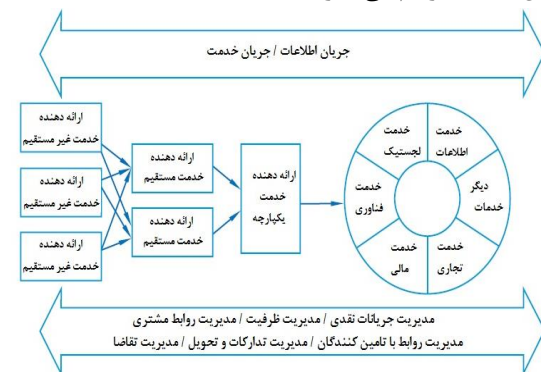 جریان اطلاعات / جریان خدمت
ارائه دهنده
خدمت غیر مستقیم
ارائه دهنده
خدمت غیر مستقیم
ارائه دهنده
خدمت غیر مستقیم
ارائه دهنده
خدمت مستقیم
ارائه دهنده
خدمت مستقیم
ارائه دهنده
خدمت
یکپارچه
خدمت
اطلاعات
خدمت
لجستیک
دیگر
خدمات
خدمت
فناوری
خدمت
تجاری
خدمت
مالی
مدیریت جریانات نقدی / مدیریت ظرفیت / مدیریت روابط مشتری
مدیریت روابط با تامین کنندگان / مدیریت تدارکات و تحویل / مدیریت تقاضا